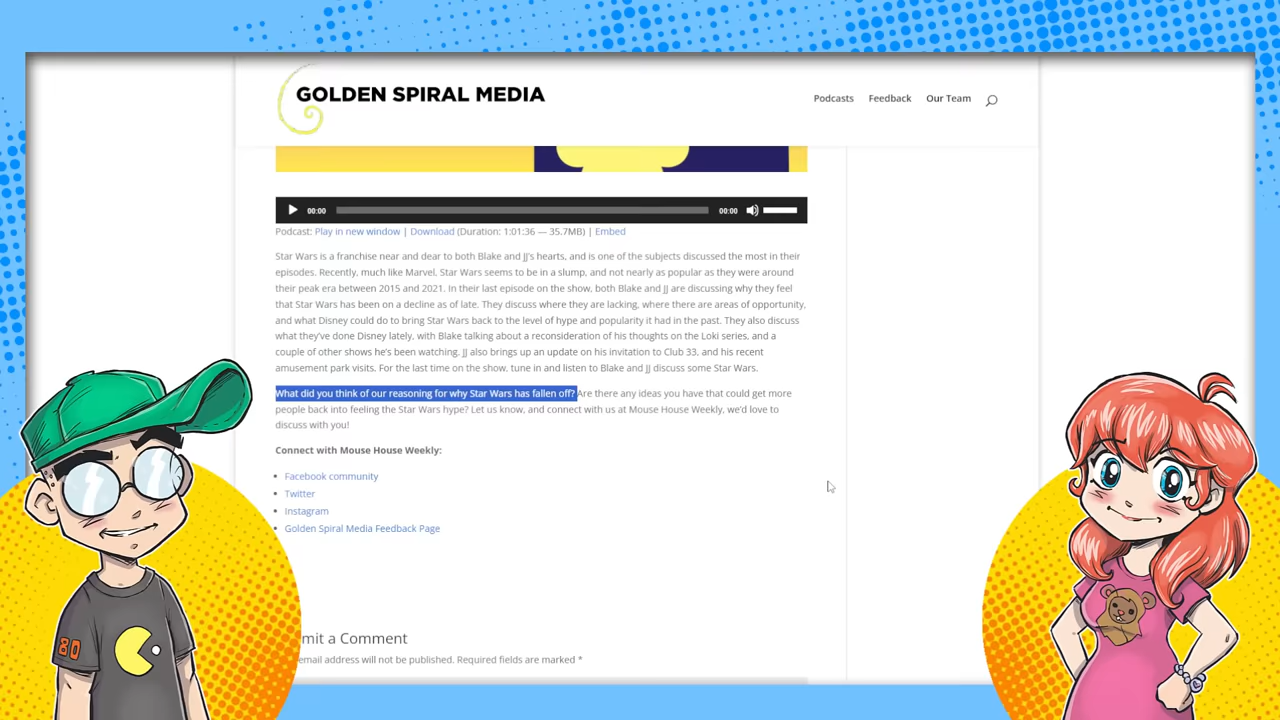 GOLDEN SPIRAL MEDIA
Podcasts Feedback Our Team
00:00 00:00
Podcast: Play in new window | Download (Duration: 1:01:36 — 35.7MB) | Embed
Star Wars is a franchise near and dear to both Blake and JJ's hearts, and is one of the subjects discussed the most in their
episodes. Recently, much like Marvel, Star Wars seems to be in a slump, and not nearly as popular as they were around
their peak era between 2015 and 2021. In their last episode on the show, both Blake and JJ are discussing why they feel
that Star Wars has been on a decline as of late. They discuss where they are lacking, where there are areas of opportunity,
and what Disney could do to bring Star Wars back to the level of hype and popularity it had in the past. They also discuss
what they've done Disney lately, with Blake talking about a reconsideration of his thoughts on the Loki series, and a
couple of other shows he's been watching. JJ also brings up an update on his invitation to Club 33, and his recent
amusement park visits. For the last time on the show, tune in and listen to Blake and JJ discuss some Star Wars.
What did you think of our reasoning for why Star Wars has fallen off? Are there any ideas you have that could get more
people back into feeling the Star Wars hype? Let us know, and connect with us at Mouse House Weekly, we'd love to
discuss with you!
Connect with Mouse House Weekly:
Facebook community
Twitter
Instagram
Golden Spiral Media Feedback Page
mit a Comment
email address will not be published. Required fields are marked *
80